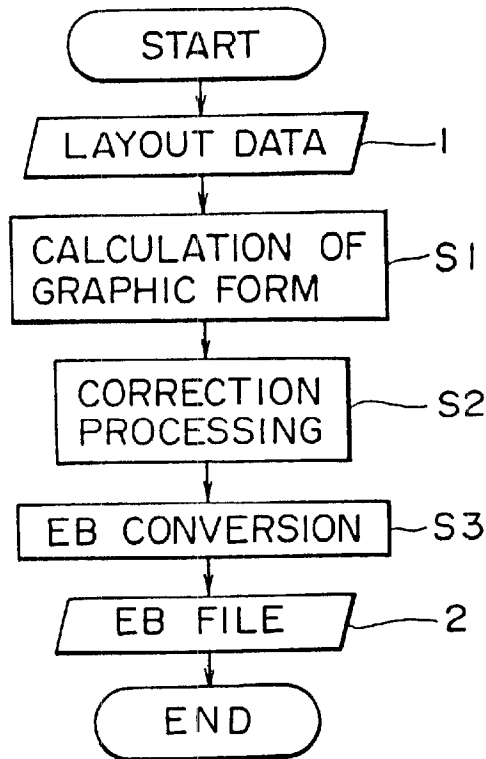 START
LAYOUT DATA
1
CALCULATION OF
GRAPHIC FORM
S1
CORRECTION
PROCESSING
S2
EB CONVERSION
S3
EB FILE
2
END